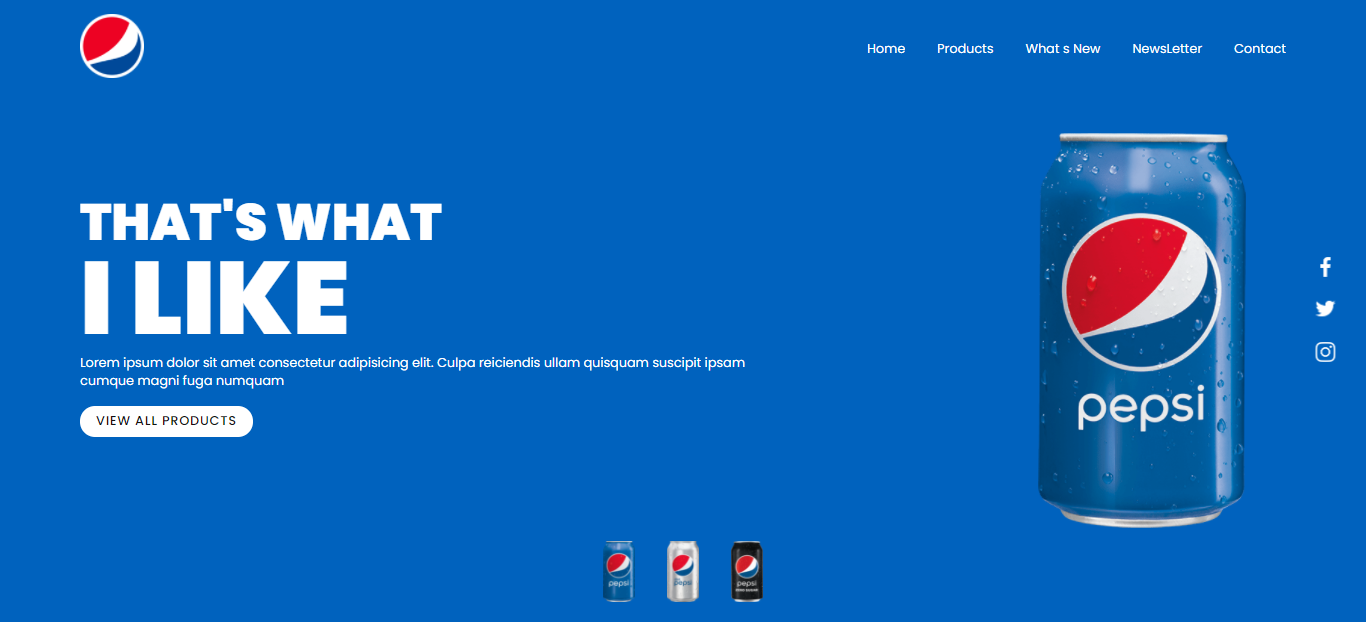 Home Products What s New NewsLetter Contact
THAT'S WHAT
I LIKE
Lorem ipsum dolor sit amet consectetur adipisicing elit. Culpa reiciendis ullam quisquam suscipit ipsam
cumque magni fuga numquam
VIEW ALL PRODUCTS
pepsi
pepsi
pepsi
pepsi